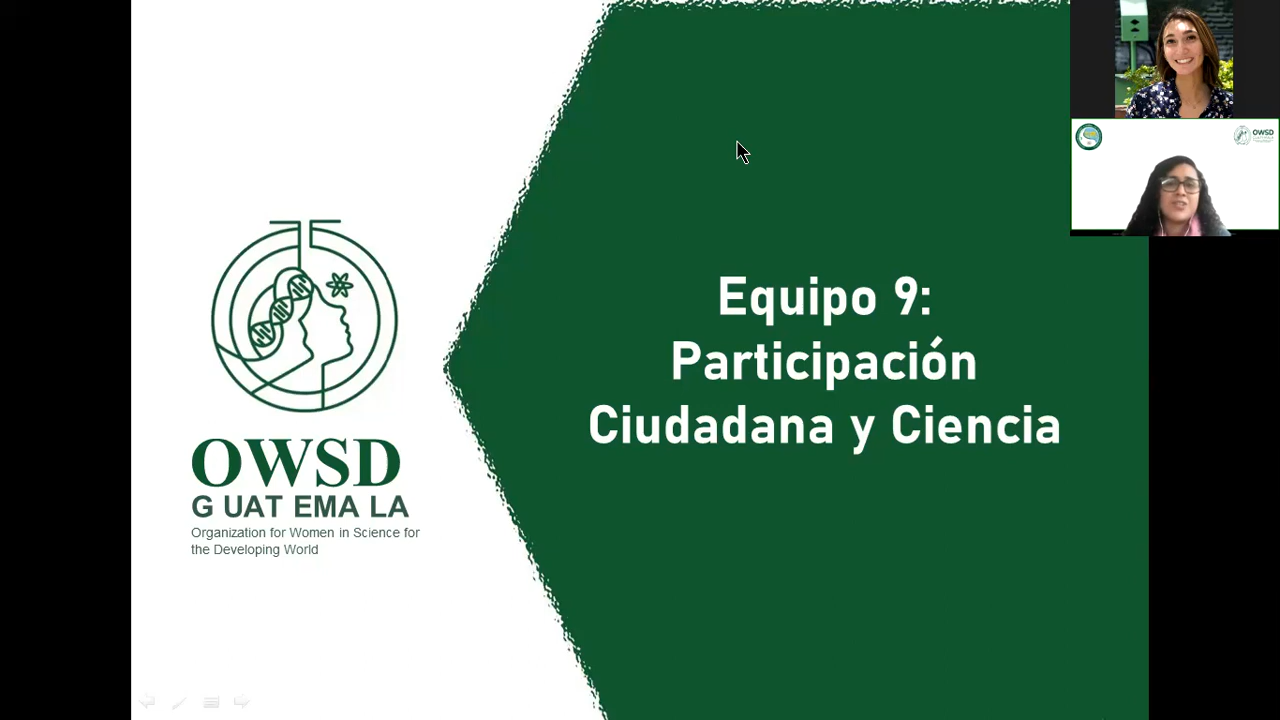 OWSD
Equipo 9:
Participación
Ciudadana y Ciencia
OWSD
G UAT EMA LA
Organization for Women in Science for
the Developing World